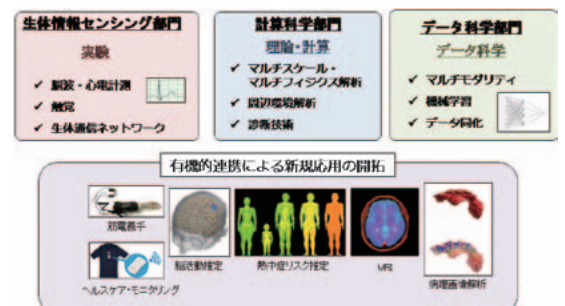 生体情報センシング部門
実験
✓ 脳波・心電計測
✓ 触覚
✓ 生体通信ネットワーク
計算科学部門
理論・計算
✓ マルチスケール・
マルチフィジクス解析
✓ 周辺環境解析
✓ 診断技術
データ科学部門
データ科学
✓ マルチモダリティ
✓ 機械学習
✓ データ同化
有機的連携による新規応用の開拓
筋電義手
ヘルスケア・モニタリング
脳活動推定
熱中症リスク推定
MRI
病理画像解析